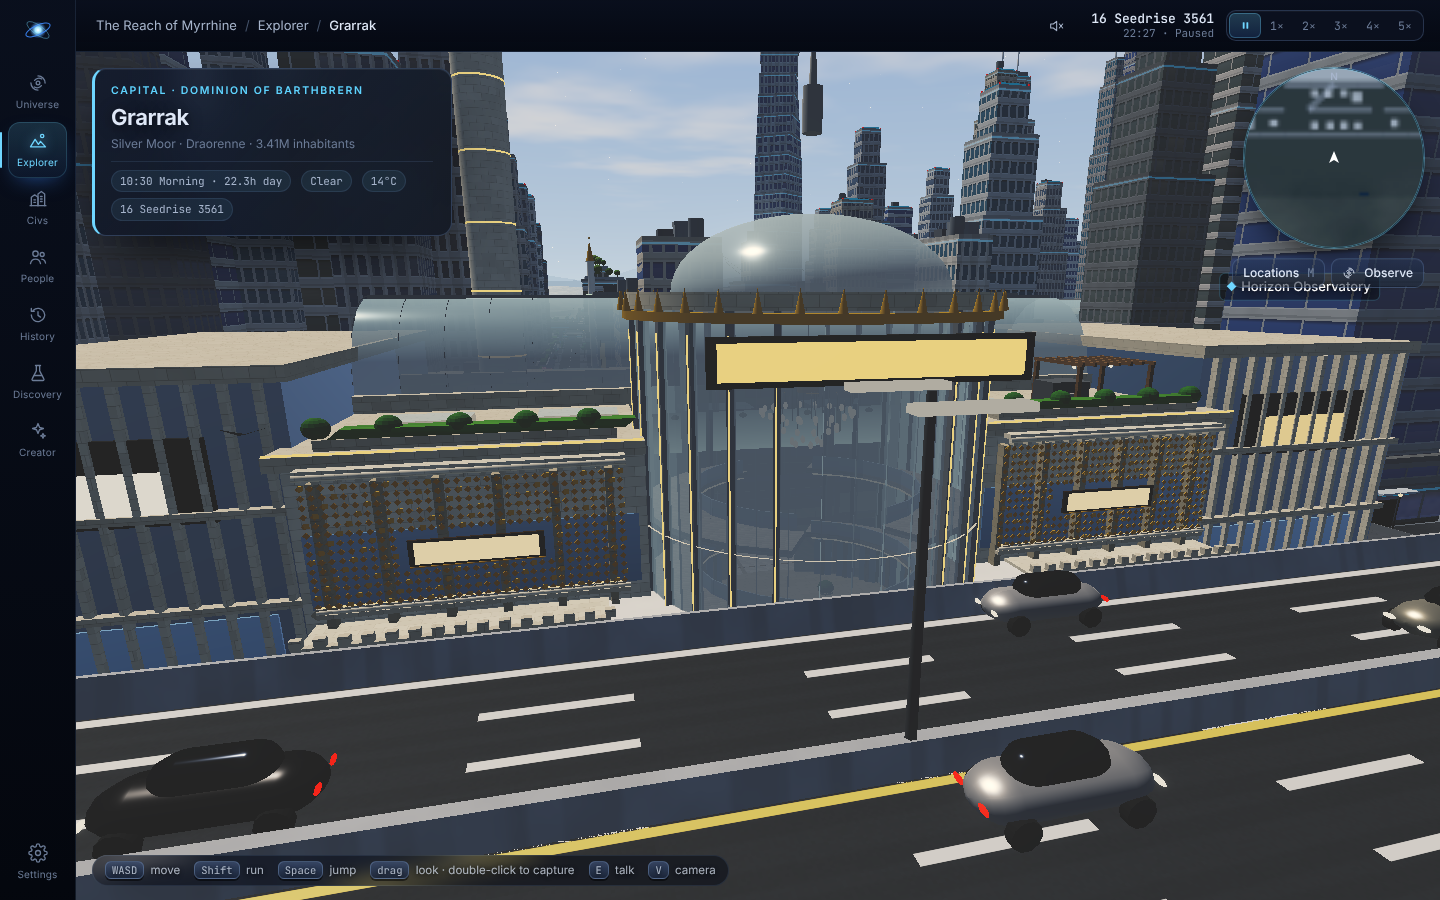 The Reach of Myrrhine / Explorer / Grarrak
16 Seedrise 3561
22:27 · Paused
1× 2× 3× 4× 5×
Universe
Explorer
Civs
People
History
Discovery
Creator
Settings
CAPITAL · DOMINION OF BARTHBRERN
Grarrak
Silver Moor · Draorenne · 3.41M inhabitants
10:30 Morning · 22.3h day
Clear
14°C
16 Seedrise 3561
N
Locations M
Observe
Horizon Observatory
WASD move Shift run Space jump drag look · double-click to capture E talk V camera